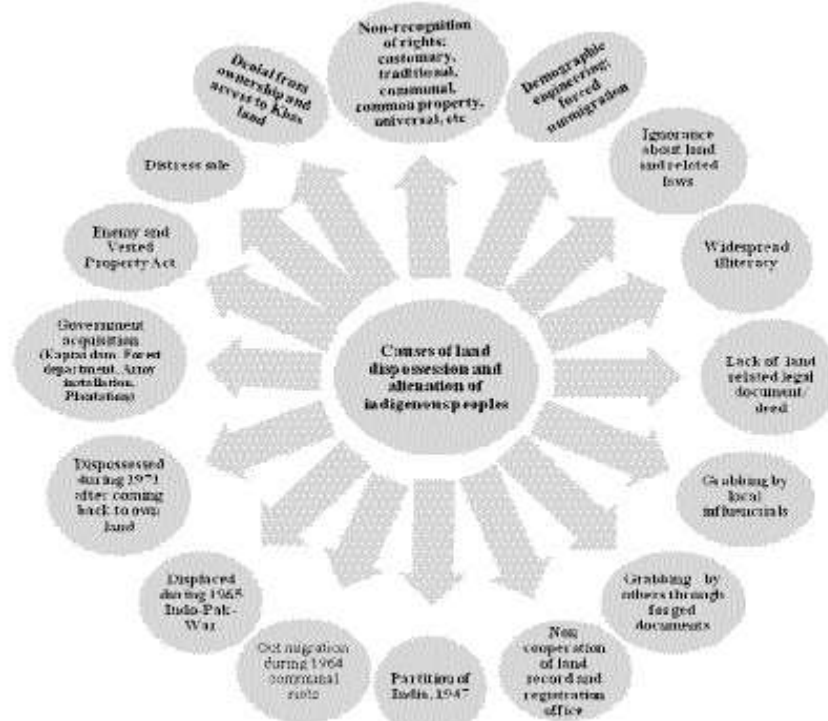 Causes of land
dispossession and
alienation of
indigenous peoples
Non-recognition
of rights:
customary,
traditional,
communal,
common property,
universal, etc
Demographic
engineering:
forced
inmigration
Ignorance
about land
and related
laws
Widespread
illiteracy
Lack of land
related legal
document/
deed
Grabbing by
local
influencials
Grabbing by
others through
forged
documents
Non
cooperation
of land
record and
registration
office
Partition of
India, 1947
Out migration
during 1964
communal
riots
Displaced
during 1965
Indo-Pak-
War
Dispossessed
during 1971
after coming
back to own
land
Government
acquisition
(Kaptai dam, Forest
department, Army
installation,
Plantation)
Enemy and
Vested
Property Act
Distress sale
Denial from
ownership and
access to Khas
land